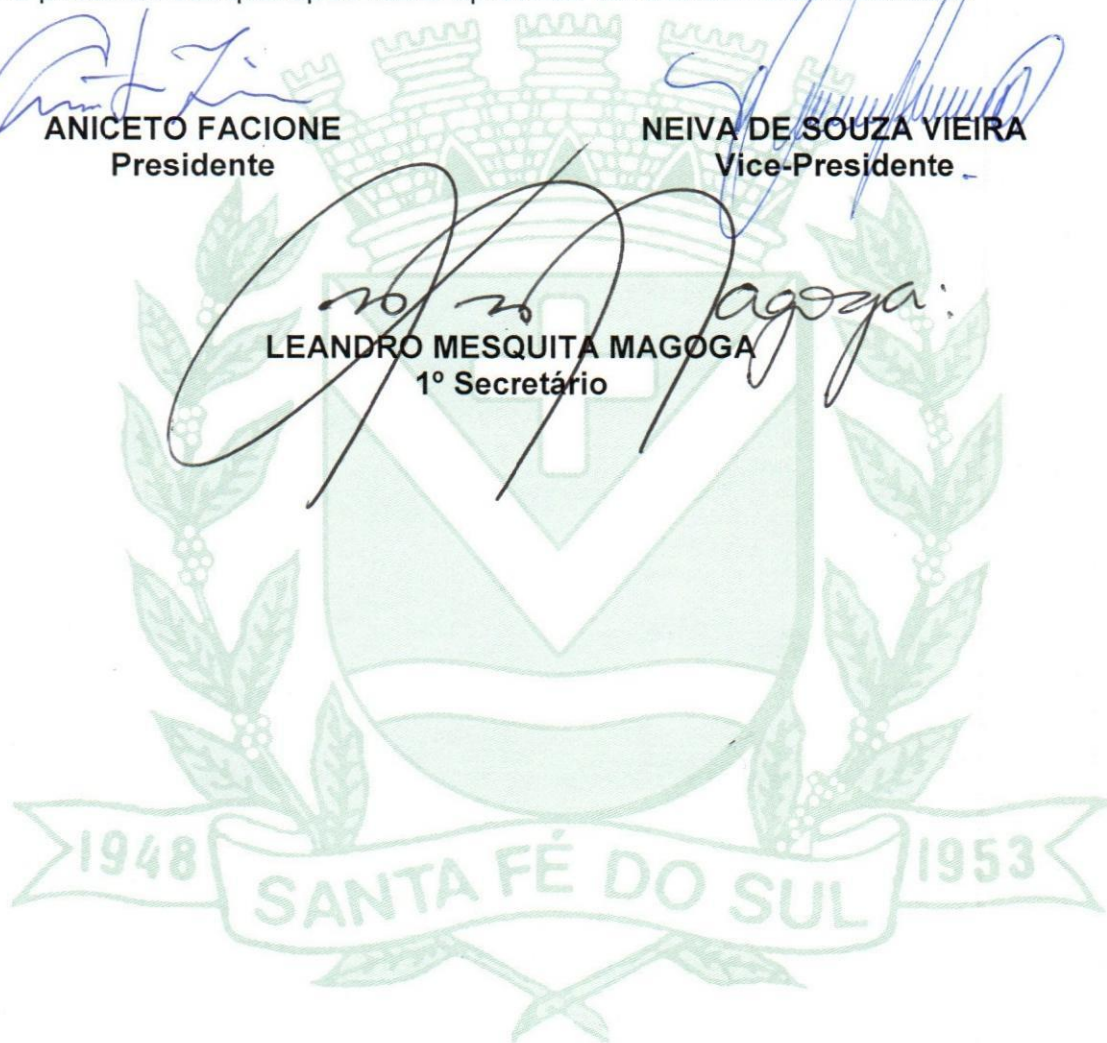 ANICETO FACIONE
Presidente
NEIVA DE SOUZA VIEIRA
Vice-Presidente
Magoga
LEANDRO MESQUITA MAGOGA
1º Secretário
1948
SANTA FÉ DO SUL
1953